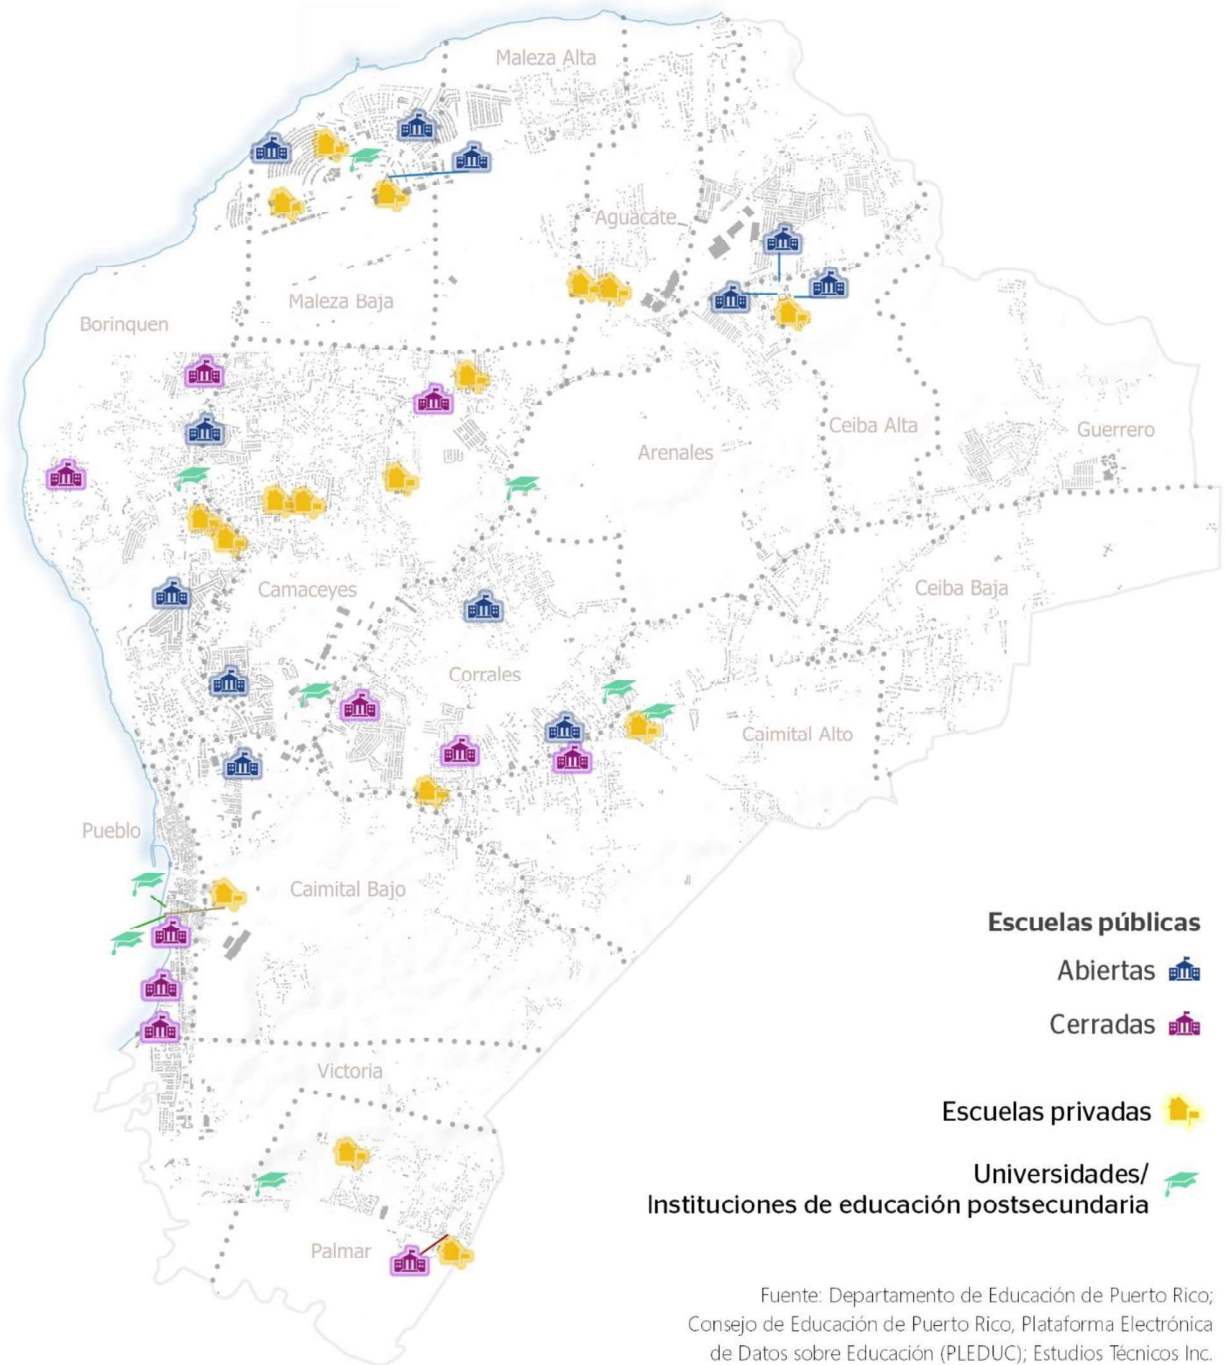 Maleza Alta
Aguacate
Maleza Baja
Borinquen
Ceiba Alta
Guerrero
Arenales
Camaceyes
Ceiba Baja
Corrales
Caimital Alto
Pueblo
Caimital Bajo
Escuelas públicas
Abiertas
Cerradas
Victoria
Escuelas privadas
Universidades/
Instituciones de educación postsecundaria
Palmar
Fuente: Departamento de Educación de Puerto Rico;
Consejo de Educación de Puerto Rico, Plataforma Electrónica
de Datos sobre Educación (PLEDUC); Estudios Técnicos Inc.